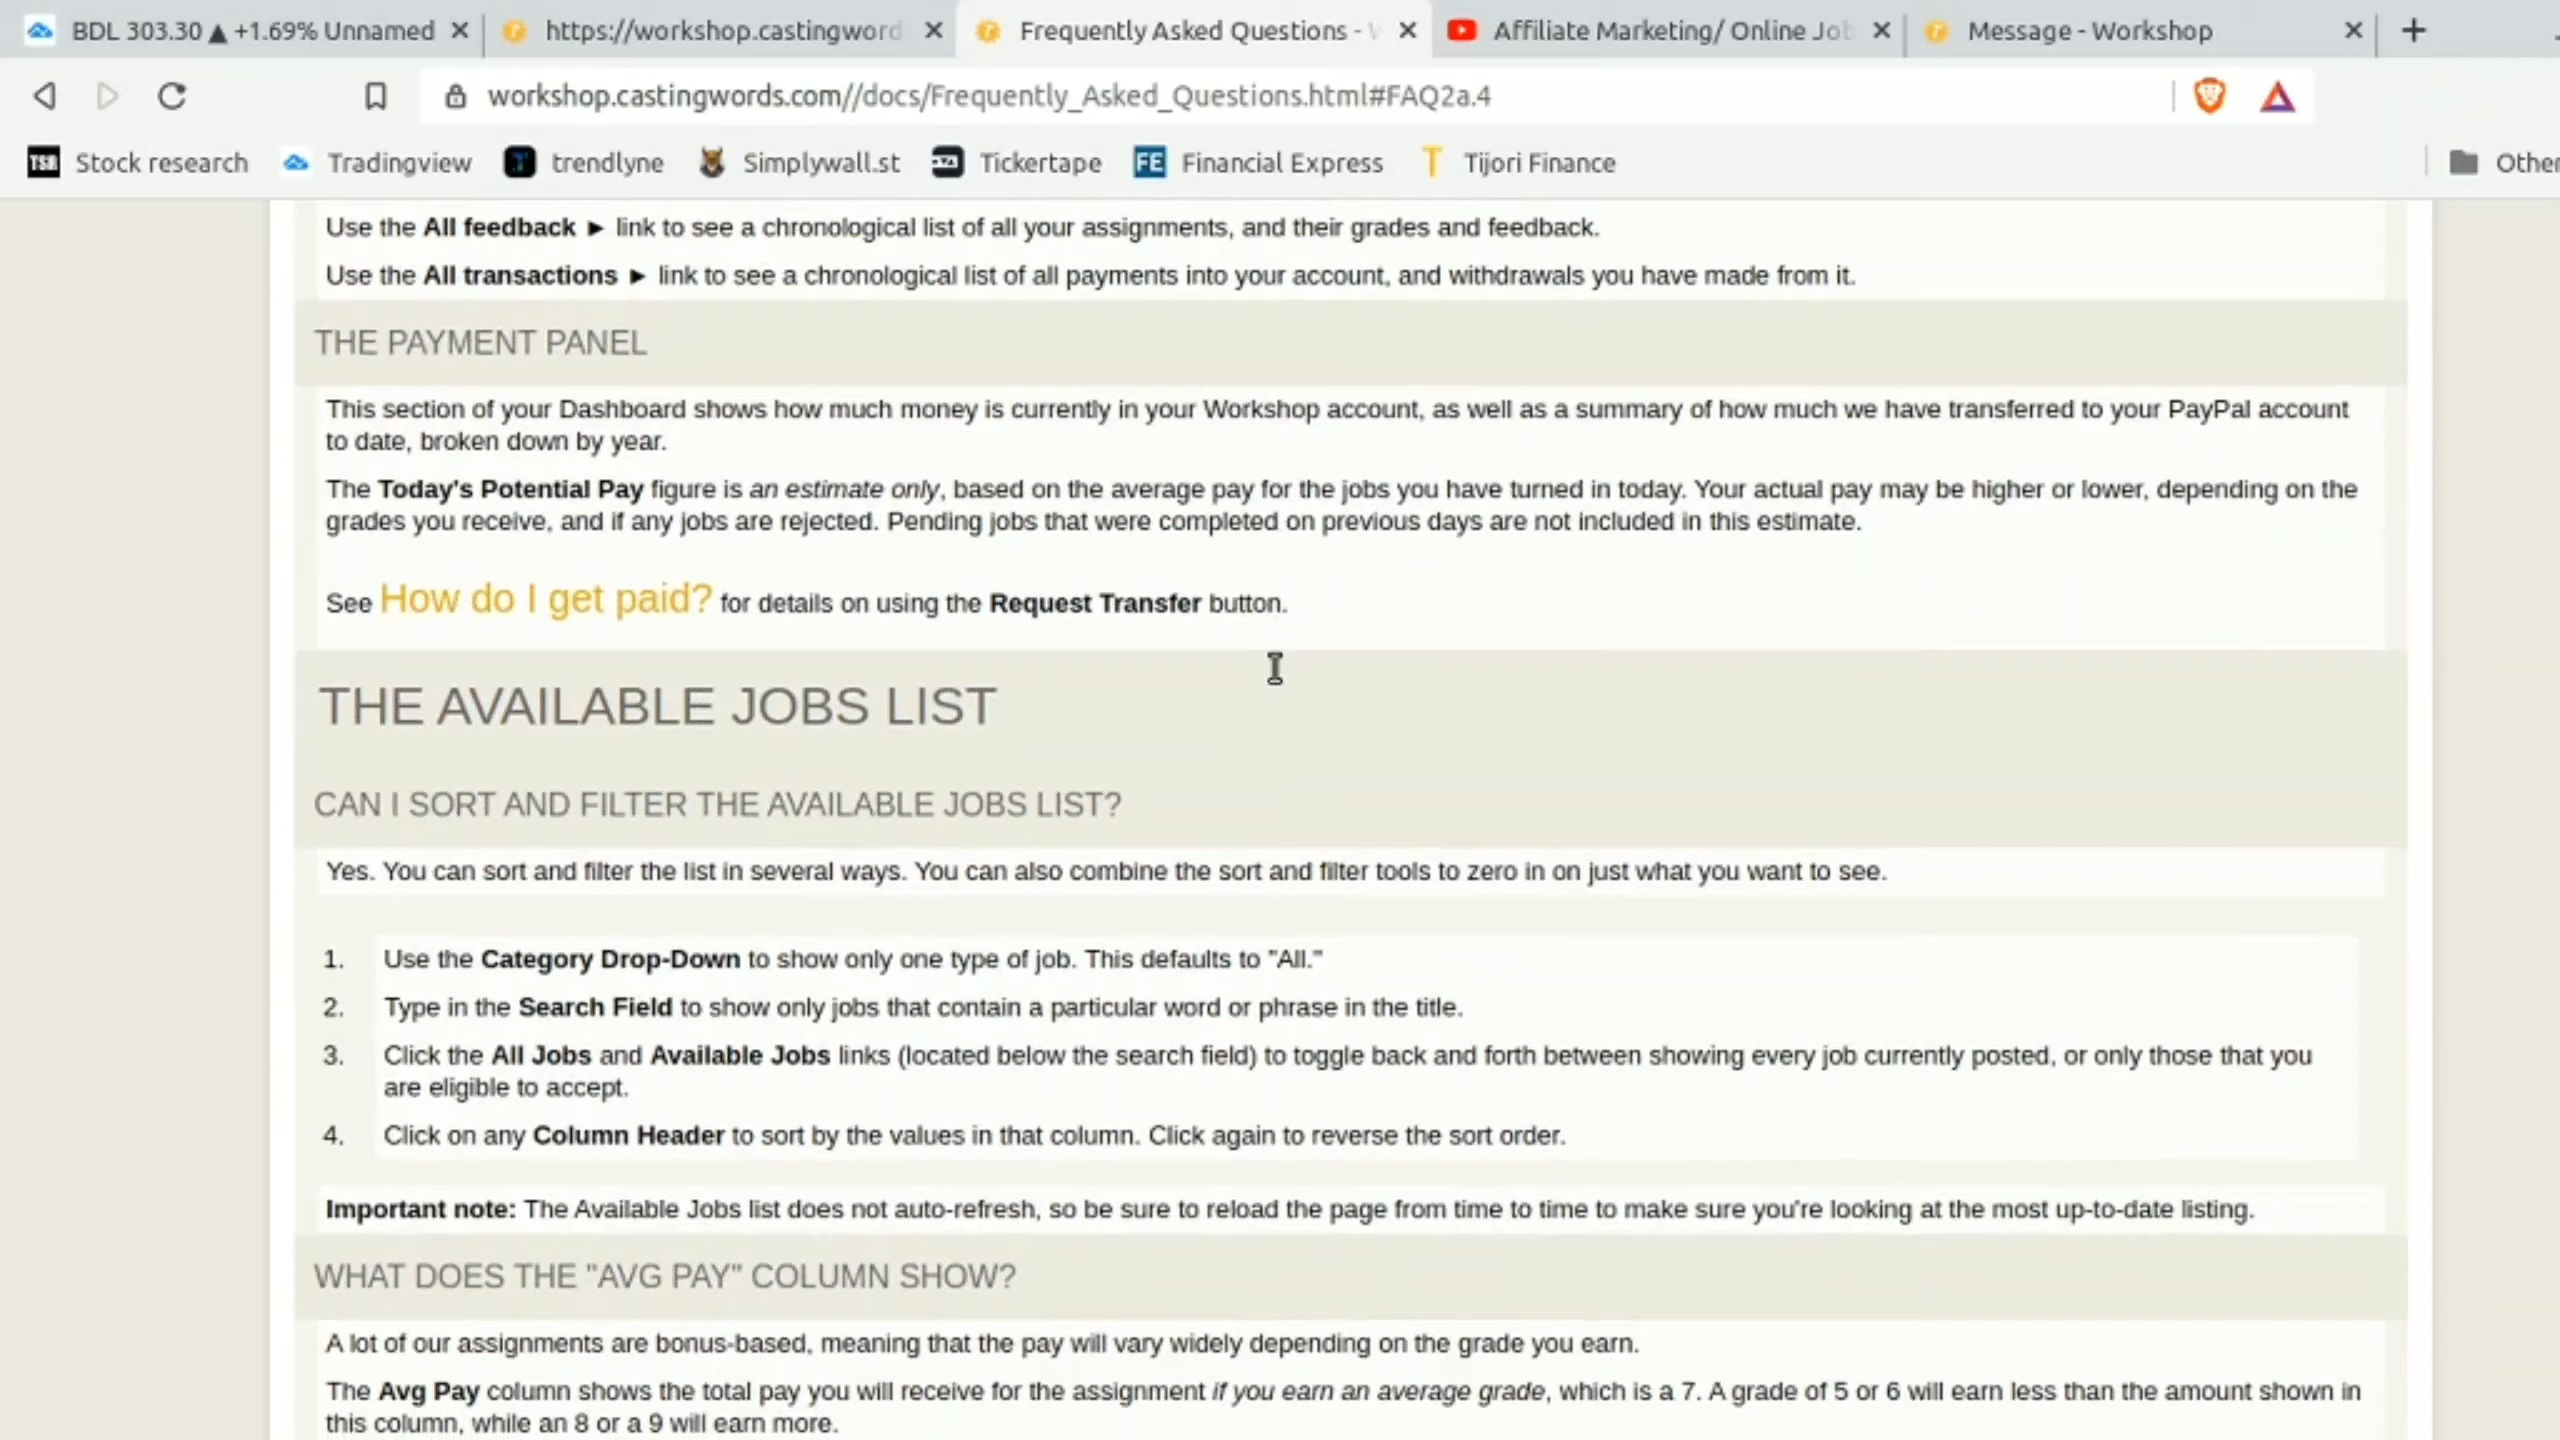 BDL 303.30 ▲ +1.69% Unnamed
https://workshop.castingword
Frequently Asked Questions -
Affiliate Marketing/ Online Job
Message - Workshop
workshop.castingwords.com//docs/Frequently_Asked_Questions.html#FAQ2a.4
TSR Stock research
Tradingview
trendlyne
Simplywall.st
Tickertape
FE Financial Express
Tijori Finance
Other
Use the All feedback ► link to see a chronological list of all your assignments, and their grades and feedback.
Use the All transactions ► link to see a chronological list of all payments into your account, and withdrawals you have made from it.
THE PAYMENT PANEL
This section of your Dashboard shows how much money is currently in your Workshop account, as well as a summary of how much we have transferred to your PayPal account
to date, broken down by year.
The Today's Potential Pay figure is an estimate only, based on the average pay for the jobs you have turned in today. Your actual pay may be higher or lower, depending on the
grades you receive, and if any jobs are rejected. Pending jobs that were completed on previous days are not included in this estimate.
See How do I get paid? for details on using the Request Transfer button.
THE AVAILABLE JOBS LIST
CAN I SORT AND FILTER THE AVAILABLE JOBS LIST?
Yes. You can sort and filter the list in several ways. You can also combine the sort and filter tools to zero in on just what you want to see.
1. Use the Category Drop-Down to show only one type of job. This defaults to "All."
2. Type in the Search Field to show only jobs that contain a particular word or phrase in the title.
3. Click the All Jobs and Available Jobs links (located below the search field) to toggle back and forth between showing every job currently posted, or only those that you
are eligible to accept.
4. Click on any Column Header to sort by the values in that column. Click again to reverse the sort order.
Important note: The Available Jobs list does not auto-refresh, so be sure to reload the page from time to time to make sure you're looking at the most up-to-date listing.
WHAT DOES THE "AVG PAY" COLUMN SHOW?
A lot of our assignments are bonus-based, meaning that the pay will vary widely depending on the grade you earn.
The Avg Pay column shows the total pay you will receive for the assignment if you earn an average grade, which is a 7. A grade of 5 or 6 will earn less than the amount shown in
this column, while an 8 or a 9 will earn more.